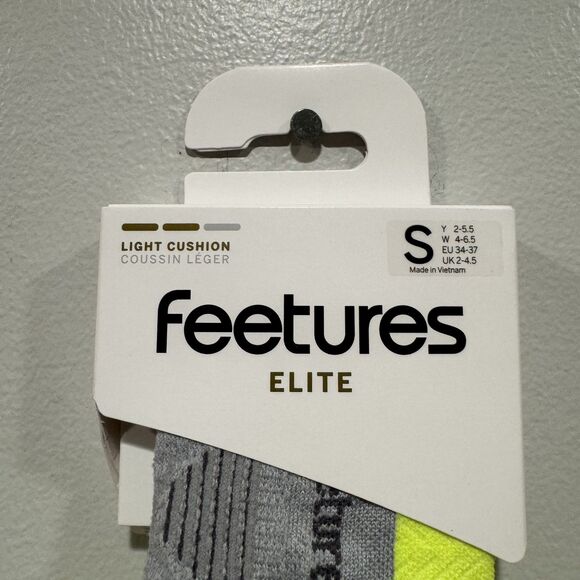 LIGHT CUSHION
COUSSIN LÉGER
S
Y 2-5.5
W 4-6.5
EU 34-37
UK 2-4.5
Made in Vietnam
feetures
ELITE